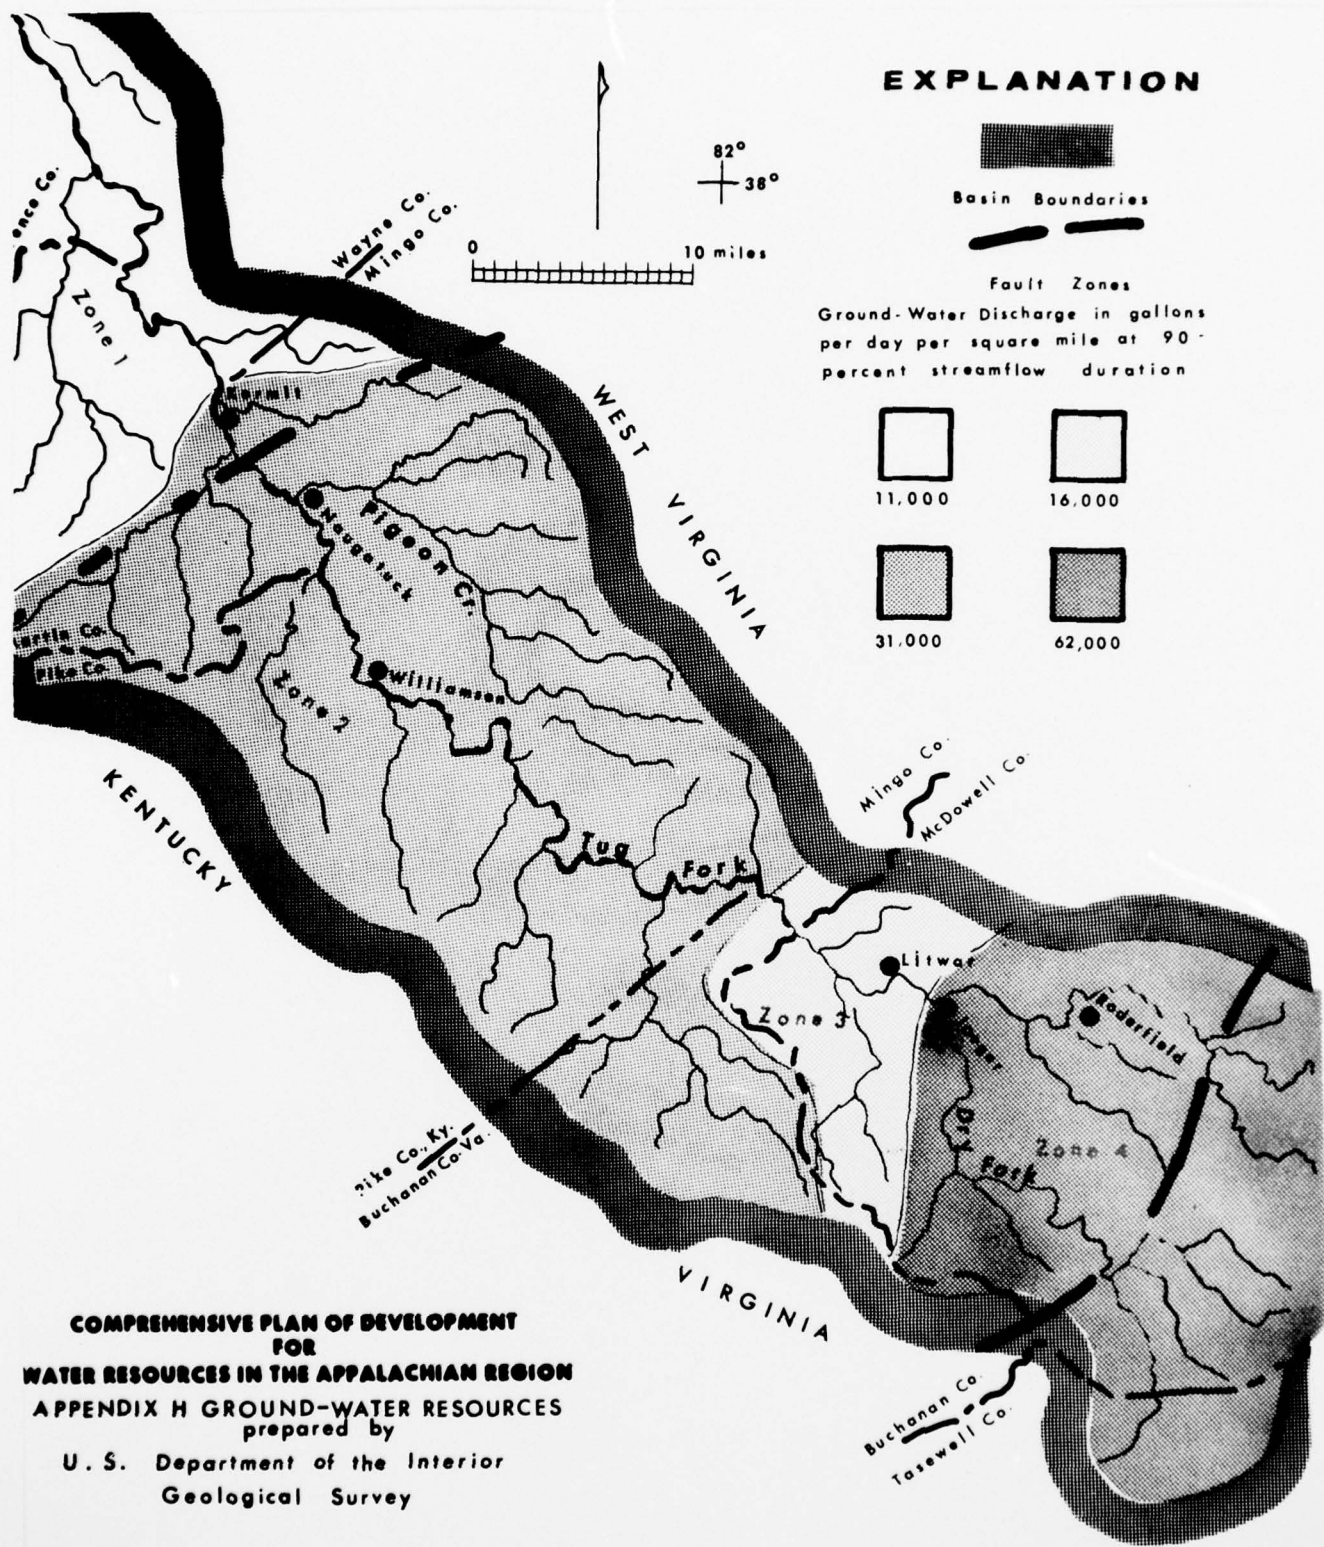 EXPLANATION
Basin Boundaries
Fault Zones
Ground-Water Discharge in gallons
per day per square mile at 90-
percent streamflow duration
11,000
16,000
31,000
62,000
82°
38°
0
10 miles
Wayne Co.
Mingo Co.
ence Co.
Zone 1
Kermit
Naugatuck
Pigeon Cr.
WEST
VIRGINIA
artin Co.
Pike Co.
Zone 2
Williamson
KENTUCKY
Tug
Fork
Mingo Co.
McDowell Co.
Litwar
Zone 3
Iaeger
Roderfield
Dry
Fork
Zone 4
Pike Co., Ky.
Buchanan Co. Va.
VIRGINIA
Buchanan Co.
Tasewell Co.
COMPREHENSIVE PLAN OF DEVELOPMENT
FOR
WATER RESOURCES IN THE APPALACHIAN REGION
APPENDIX H GROUND-WATER RESOURCES
prepared by
U.S. Department of the Interior
Geological Survey